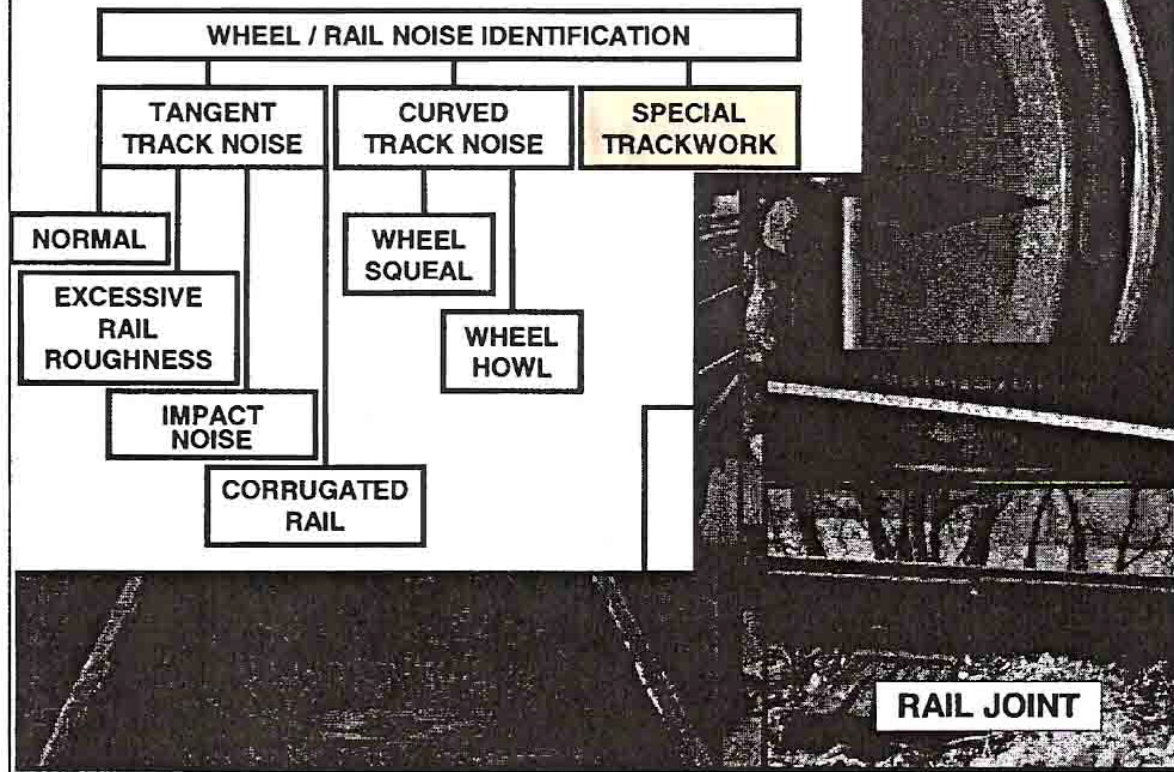 WHEEL / RAIL NOISE IDENTIFICATION
TANGENT
TRACK NOISE
CURVED
TRACK NOISE
SPECIAL
TRACKWORK
NORMAL
EXCESSIVE
RAIL
ROUGHNESS
IMPACT
NOISE
CORRUGATED
RAIL
WHEEL
SQUEAL
WHEEL
HOWL
RAIL JOINT